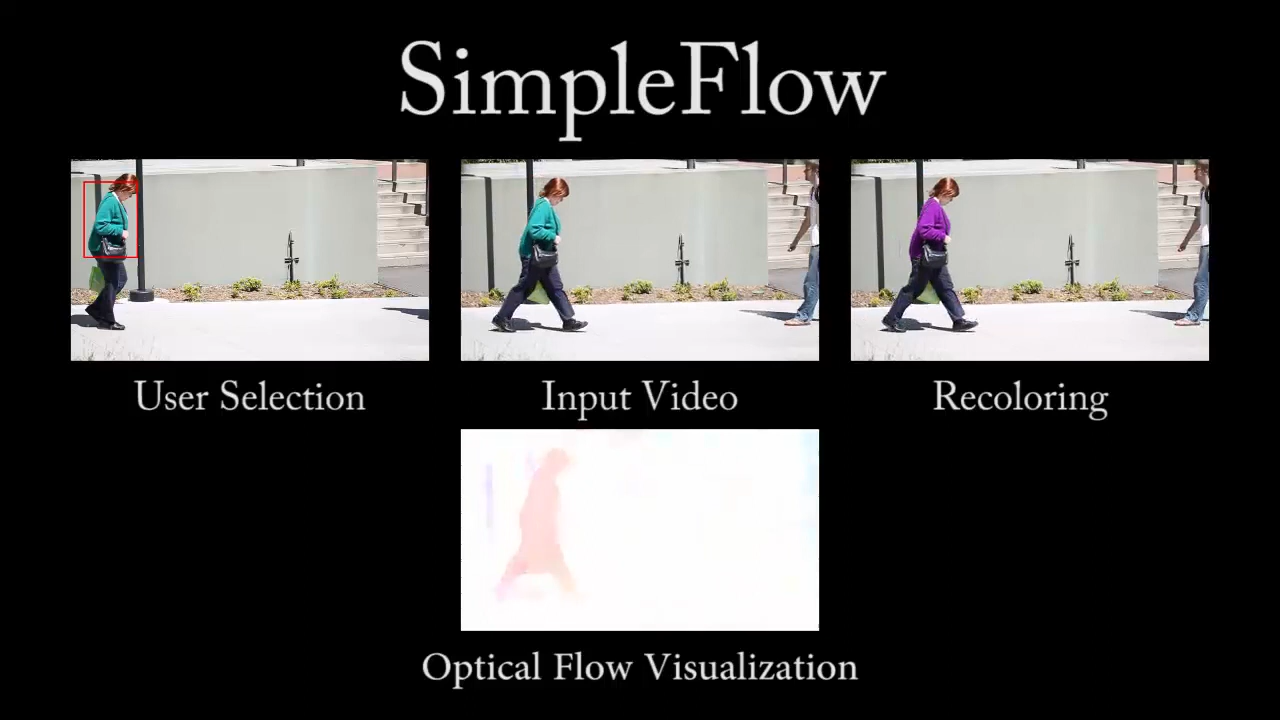 SimpleFlow
User Selection
Input Video
Recoloring
Optical Flow Visualization